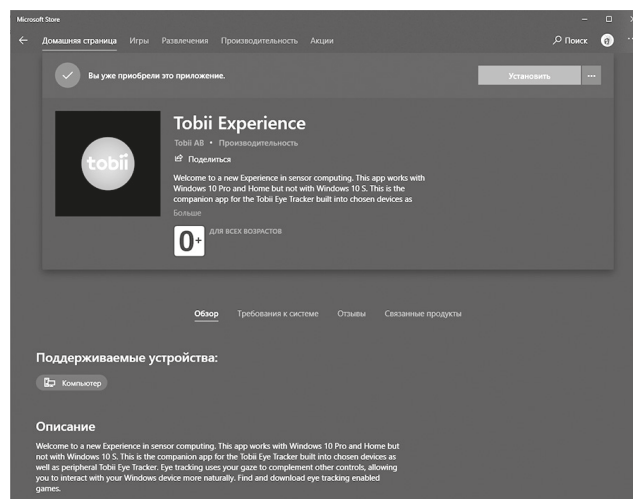 Microsoft Store
Домашняя страница Игры Развлечения Производительность Акции Поиск
Вы уже приобрели это приложение. Установить ...
tobii
Tobii Experience
Tobii AB • Производительность
Поделиться
Welcome to a new Experience in sensor computing. This app works with
Windows 10 Pro and Home but not with Windows 10 S. This is the
companion app for the Tobii Eye Tracker built into chosen devices as
Больше
0+ ДЛЯ ВСЕХ ВОЗРАСТОВ
Обзор Требования к системе Отзывы Связанные продукты
Поддерживаемые устройства:
Компьютер
Описание
Welcome to a new Experience in sensor computing. This app works with Windows 10 Pro and Home but
not with Windows 10 S. This is the companion app for the Tobii Eye Tracker built into chosen devices as
well as peripheral Tobii Eye Tracker. Eye tracking uses your gaze to complement other controls, allowing
you to interact with your Windows device more naturally. Find and download eye tracking enabled
games.